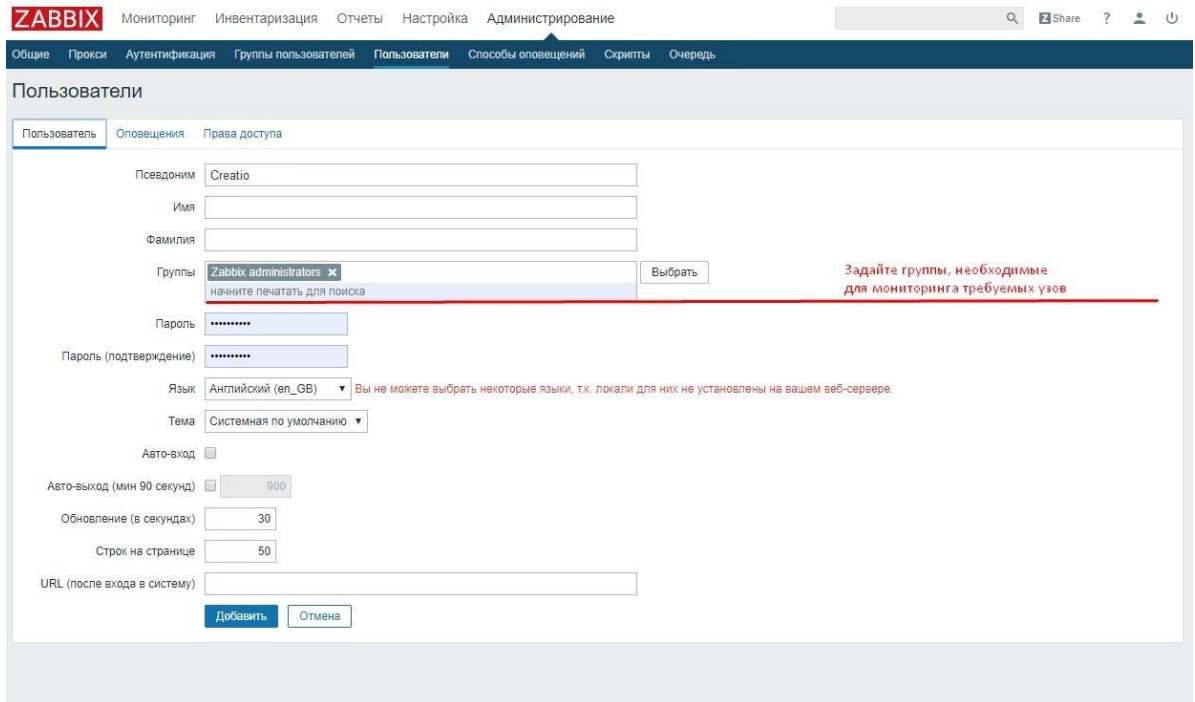 ZABBIX Мониторинг Инвентаризация Отчеты Настройка Администрирование Z Share ?
Общие Прокси Аутентификация Группы пользователей Пользователи Способы оповещений Скрипты Очередь
Пользователи
Пользователь Оповещения Права доступа
Псевдоним Creatio
Имя
Фамилия
Группы Zabbix administrators × Выбрать
начните печатать для поиска
Задайте группы, необходимые
для мониторинга требуемых узов
Пароль ••••••••••
Пароль (подтверждение) ••••••••••
Язык Английский (en_GB) ▼ Вы не можете выбрать некоторые языки, т.к. локали для них не установлены на вашем веб-сервере.
Тема Системная по умолчанию ▼
Авто-вход
Авто-выход (мин 90 секунд) 900
Обновление (в секундах) 30
Строк на странице 50
URL (после входа в систему)
Добавить Отмена